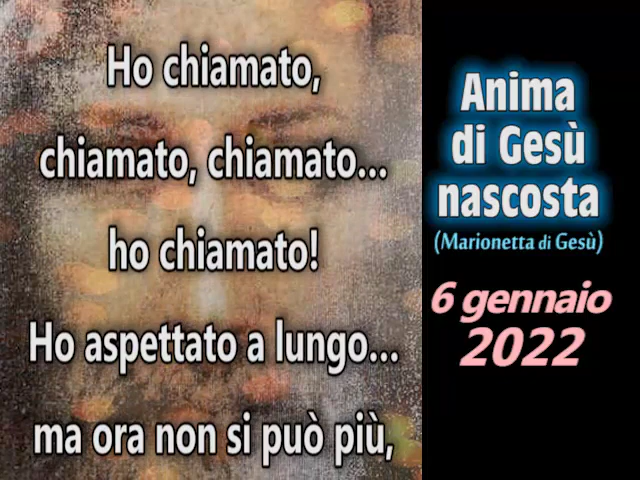 Ho chiamato,
chiamato, chiamato...
ho chiamato!
Ho aspettato a lungo...
ma ora non si può più,
Anima
di Gesù
nascosta
(Marionetta di Gesù)
6 gennaio
2022